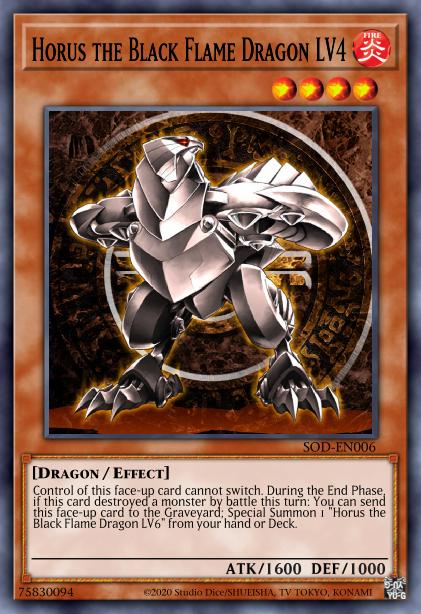 Horus the Black Flame Dragon LV4
FIRE
炎
SOD-EN006
[Dragon / Effect]
Control of this face-up card cannot switch. During the End Phase,
if this card destroyed a monster by battle this turn: You can send
this face-up card to the Graveyard; Special Summon 1 "Horus the
Black Flame Dragon LV6" from your hand or Deck.
ATK/1600 DEF/1000
75830094
©2020 Studio Dice/SHUEISHA, TV TOKYO, KONAMI